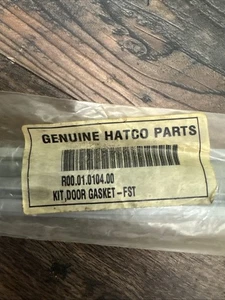 GENUINE HATCO PARTS
R00.01.0104.00
KIT,DOOR GASKET-FST